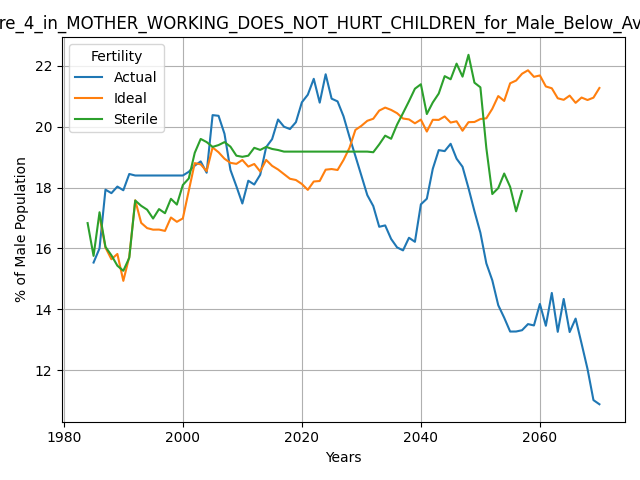 re_4_in_MOTHER_WORKING_DOES_NOT_HURT_CHILDREN_for_Male_Below_Av
Fertility
Actual
Ideal
Sterile
% of Male Population
22
20
18
16
14
12
1980
2000
2020
2040
2060
Years